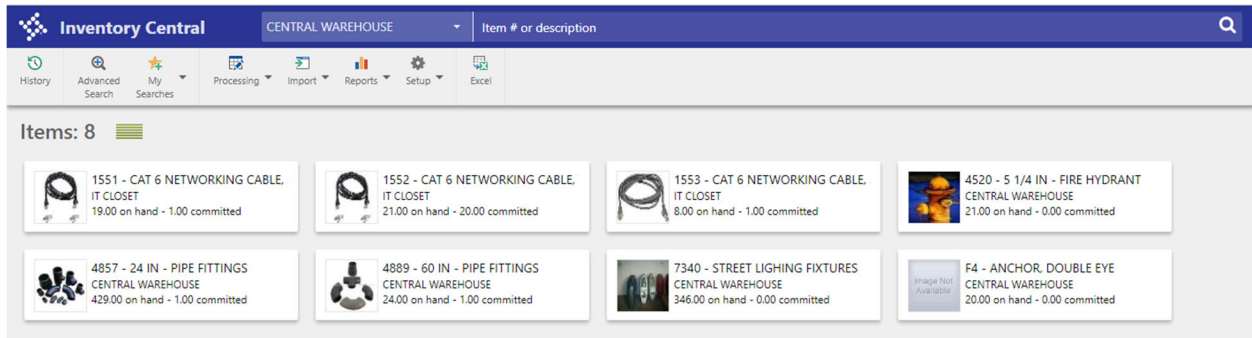 Inventory Central
CENTRAL WAREHOUSE
Item # or description
History
Advanced
Search
My
Searches
Processing
Import
Reports
Setup
Excel
Items: 8
1551 - CAT 6 NETWORKING CABLE,
IT CLOSET
19.00 on hand - 1.00 committed
1552 - CAT 6 NETWORKING CABLE,
IT CLOSET
21.00 on hand - 20.00 committed
1553 - CAT 6 NETWORKING CABLE,
IT CLOSET
8.00 on hand - 1.00 committed
4520 - 5 1/4 IN - FIRE HYDRANT
CENTRAL WAREHOUSE
21.00 on hand - 0.00 committed
4857 - 24 IN - PIPE FITTINGS
CENTRAL WAREHOUSE
429.00 on hand - 1.00 committed
4889 - 60 IN - PIPE FITTINGS
CENTRAL WAREHOUSE
24.00 on hand - 1.00 committed
7340 - STREET LIGHING FIXTURES
CENTRAL WAREHOUSE
346.00 on hand - 0.00 committed
Image Not
Available
F4 - ANCHOR, DOUBLE EYE
CENTRAL WAREHOUSE
20.00 on hand - 0.00 committed